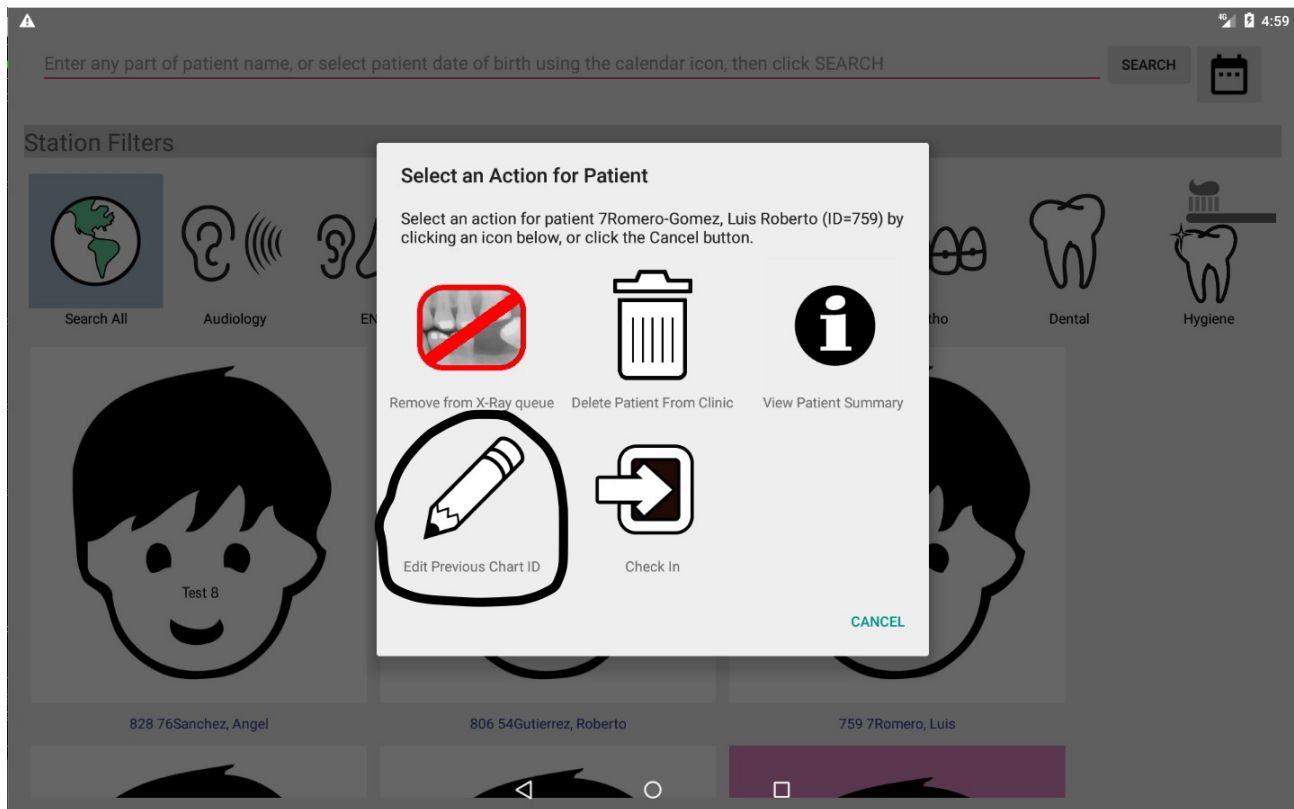 4G 4:59
Enter any part of patient name, or select patient date of birth using the calendar icon, then click SEARCH
SEARCH
Station Filters
Select an Action for Patient
Select an action for patient 7Romero-Gomez, Luis Roberto (ID=759) by
clicking an icon below, or click the Cancel button.
Search All
Audiology
EN
tho
Dental
Hygiene
Remove from X-Ray queue
Delete Patient From Clinic
View Patient Summary
Edit Previous Chart ID
Check In
Test 8
CANCEL
828 76Sanchez, Angel
806 54Gutierrez, Roberto
759 7Romero, Luis